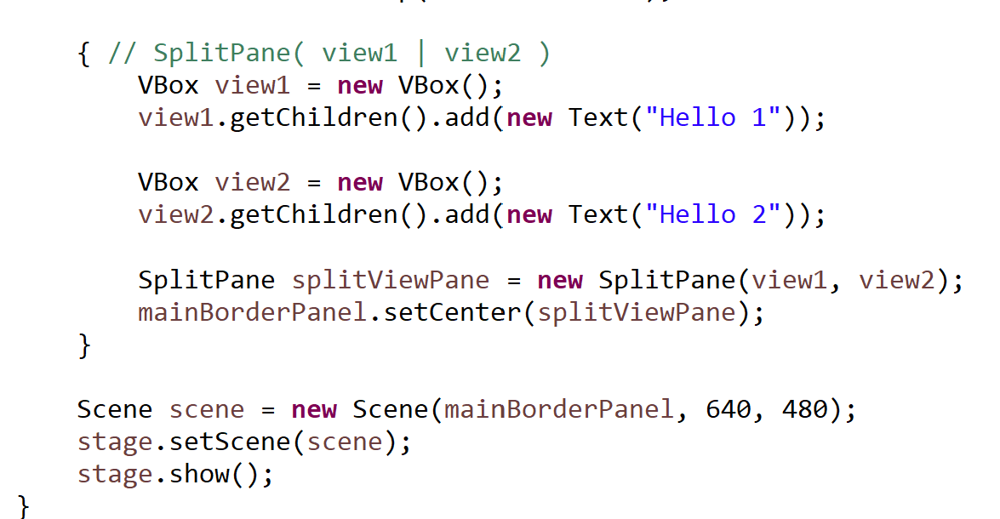 { // SplitPane( view1 | view2 )
VBox view1 = new VBox();
view1.getChildren().add(new Text("Hello 1"));
VBox view2 = new VBox();
view2.getChildren().add(new Text("Hello 2"));
SplitPane splitViewPane = new SplitPane(view1, view2);
mainBorderPanel.setCenter(splitViewPane);
}
Scene scene = new Scene(mainBorderPanel, 640, 480);
stage.setScene(scene);
stage.show();
}